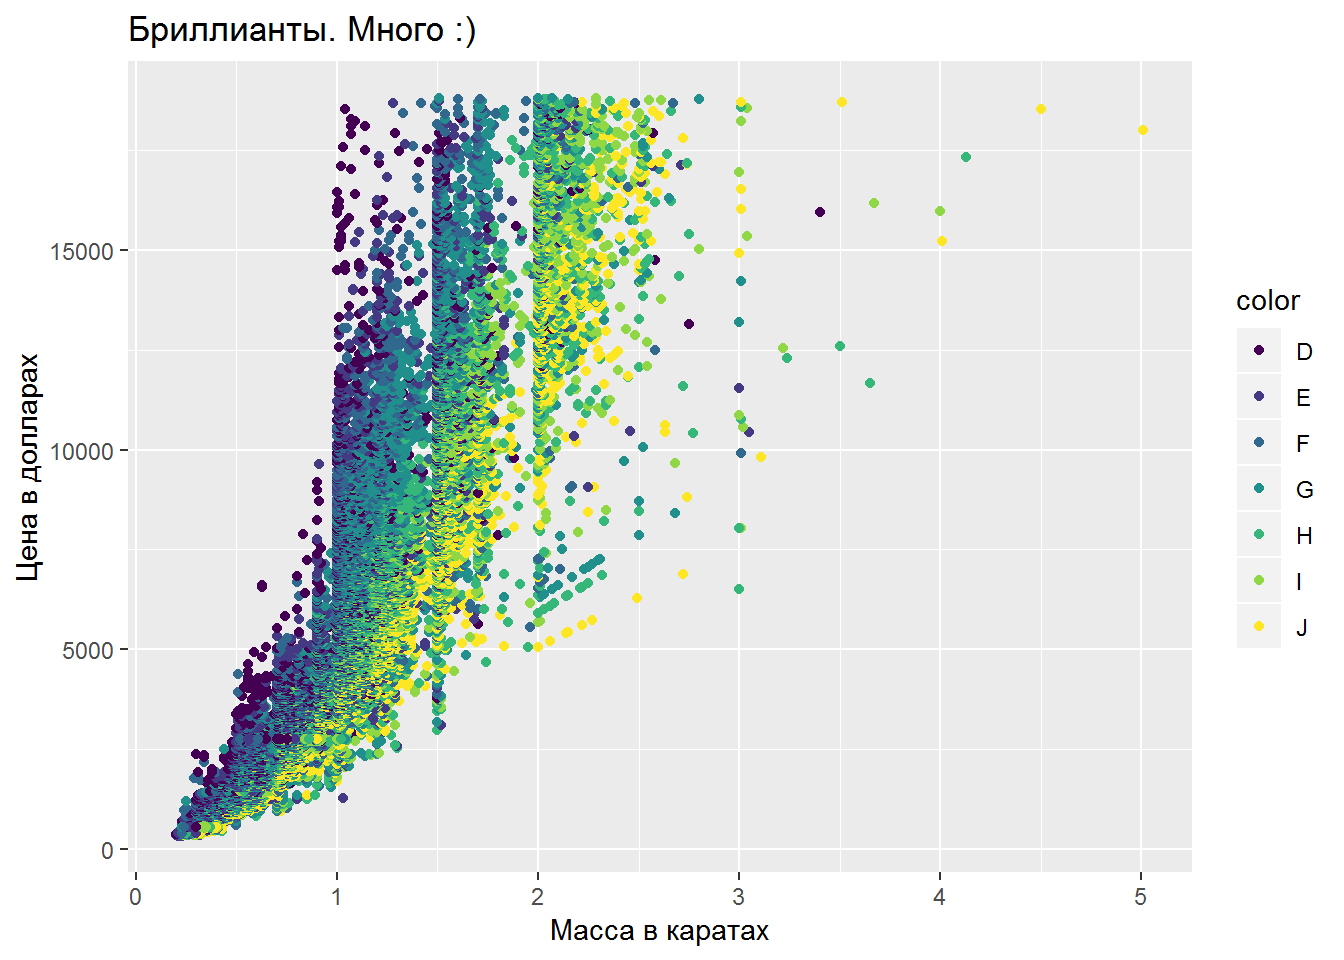 Бриллианты. Много :)
Цена в долларах
15000
10000
5000
0
0 1 2 3 4 5
Масса в каратах
color
D
E
F
G
H
I
J